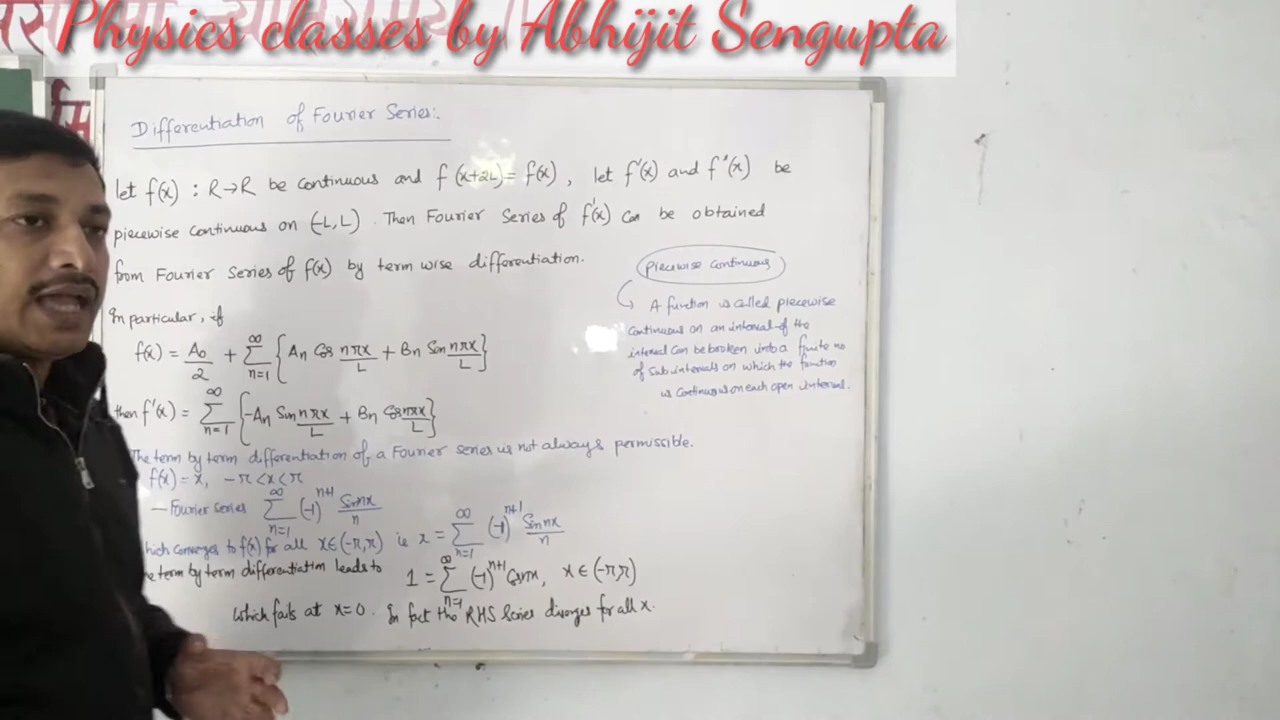 Physics classes by Abhijit Sengupta
Differentiation of Fourier Series:.
let f(x) : R→R be continuous and f(x+2L) = f(x), let f'(x) and f"(x) be
piecewise continuous on (-L, L). Then Fourier Series of f'(x) can be obtained
from Fourier Series of f(x) by term wise differentiation.
In particular, if
f(x) = A₀/2 + ∑_{n=1}^{∞} { An Cos nπx/L + Bn Sin nπx/L }
then f'(x) = ∑_{n=1}^{∞} { -An Sin nπx/L + Bn Cos nπx/L }
The term by term differentiation of a Fourier series is not always permissible.
f(x) = x, -π < x < π
— Fourier series ∑_{n=1}^{∞} (-1)^{n+1} Sin nx/n
which converges to f(x) for all x∈(-π,π) ie x = ∑_{n=1}^{∞} (-1)^{n+1} Sin nx/n
term by term differentiation leads to 1 = ∑_{n=1}^{∞} (-1)^{n+1} Cos nx, x ∈ (-π,π)
which fails at x=0. In fact the RHS Series diverges for all x.
piecewise continuous
A function is called piecewise
continuous on an interval if the
interval can be broken into a finite no
of sub intervals on which the function
is continuous on each open interval.